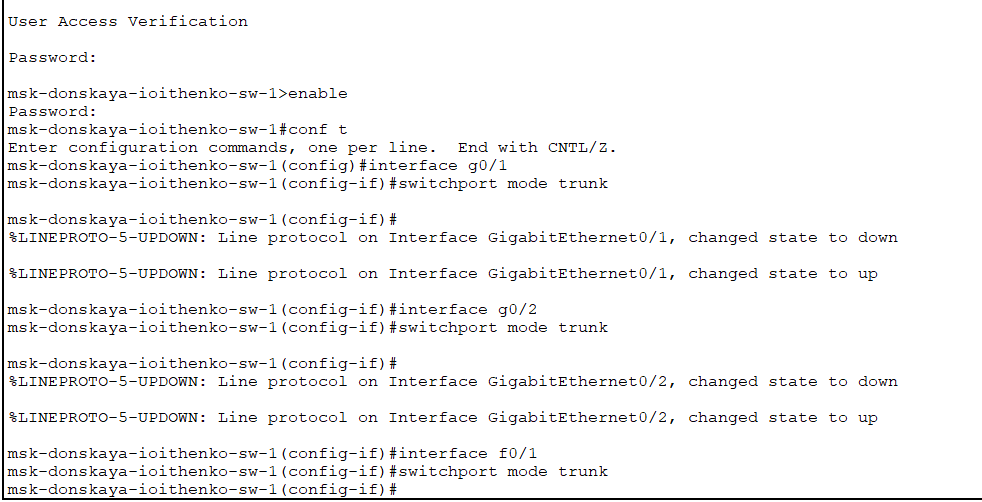 User Access Verification
Password:
msk-donskaya-ioithenko-sw-1>enable
Password:
msk-donskaya-ioithenko-sw-1#conf t
Enter configuration commands, one per line.  End with CNTL/Z.
msk-donskaya-ioithenko-sw-1(config)#interface g0/1
msk-donskaya-ioithenko-sw-1(config-if)#switchport mode trunk
msk-donskaya-ioithenko-sw-1(config-if)#
%LINEPROTO-5-UPDOWN: Line protocol on Interface GigabitEthernet0/1, changed state to down
%LINEPROTO-5-UPDOWN: Line protocol on Interface GigabitEthernet0/1, changed state to up
msk-donskaya-ioithenko-sw-1(config-if)#interface g0/2
msk-donskaya-ioithenko-sw-1(config-if)#switchport mode trunk
msk-donskaya-ioithenko-sw-1(config-if)#
%LINEPROTO-5-UPDOWN: Line protocol on Interface GigabitEthernet0/2, changed state to down
%LINEPROTO-5-UPDOWN: Line protocol on Interface GigabitEthernet0/2, changed state to up
msk-donskaya-ioithenko-sw-1(config-if)#interface f0/1
msk-donskaya-ioithenko-sw-1(config-if)#switchport mode trunk
msk-donskaya-ioithenko-sw-1(config-if)#